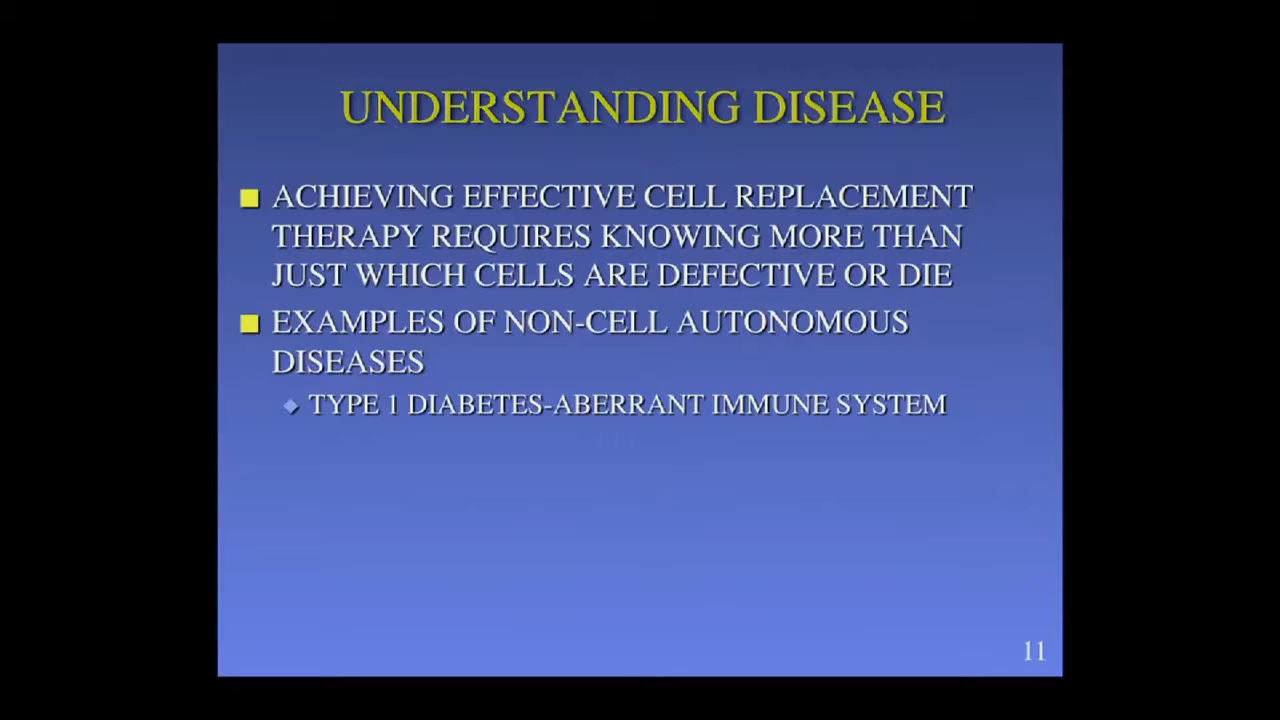 UNDERSTANDING DISEASE
ACHIEVING EFFECTIVE CELL REPLACEMENT
THERAPY REQUIRES KNOWING MORE THAN
JUST WHICH CELLS ARE DEFECTIVE OR DIE
EXAMPLES OF NON-CELL AUTONOMOUS
DISEASES
TYPE 1 DIABETES-ABERRANT IMMUNE SYSTEM
11